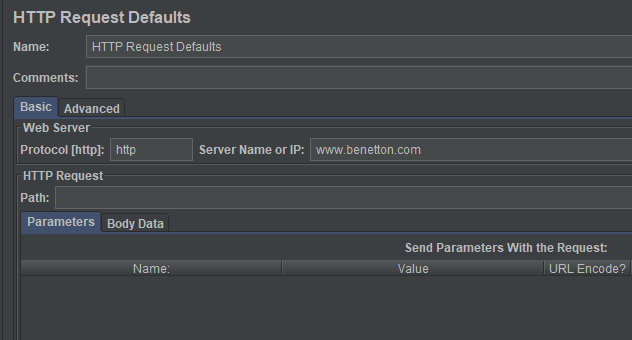 HTTP Request Defaults
Name: HTTP Request Defaults
Comments:
Basic Advanced
Web Server
Protocol [http]: http Server Name or IP: www.benetton.com
HTTP Request
Path:
Parameters Body Data
Send Parameters With the Request:
Name: Value URL Encode?